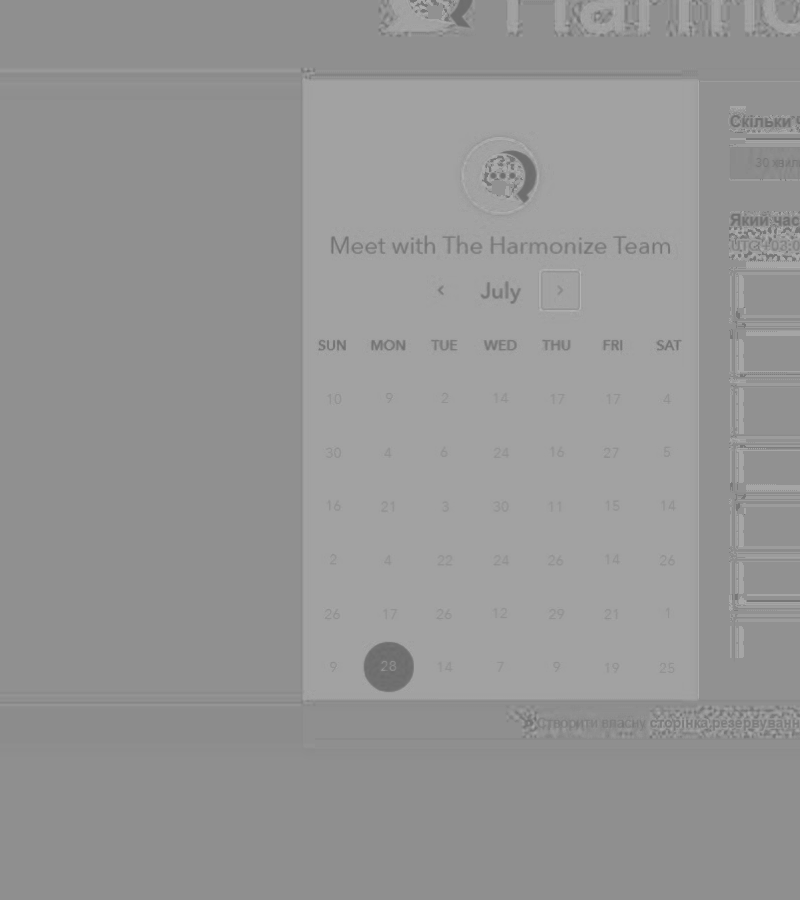 Harmo
Скільки ч
30 хвил
Meet with The Harmonize Team
Який час
UTC+03:0
July
SUN MON TUE WED THU FRI SAT
10 9 2 14 17 17 4
30 4 6 24 16 27 5
16 21 3 30 11 15 14
2 4 22 24 26 14 26
26 17 26 12 29 21 1
9 28 14 7 9 19 25
Створити власну сторінка резервуванн